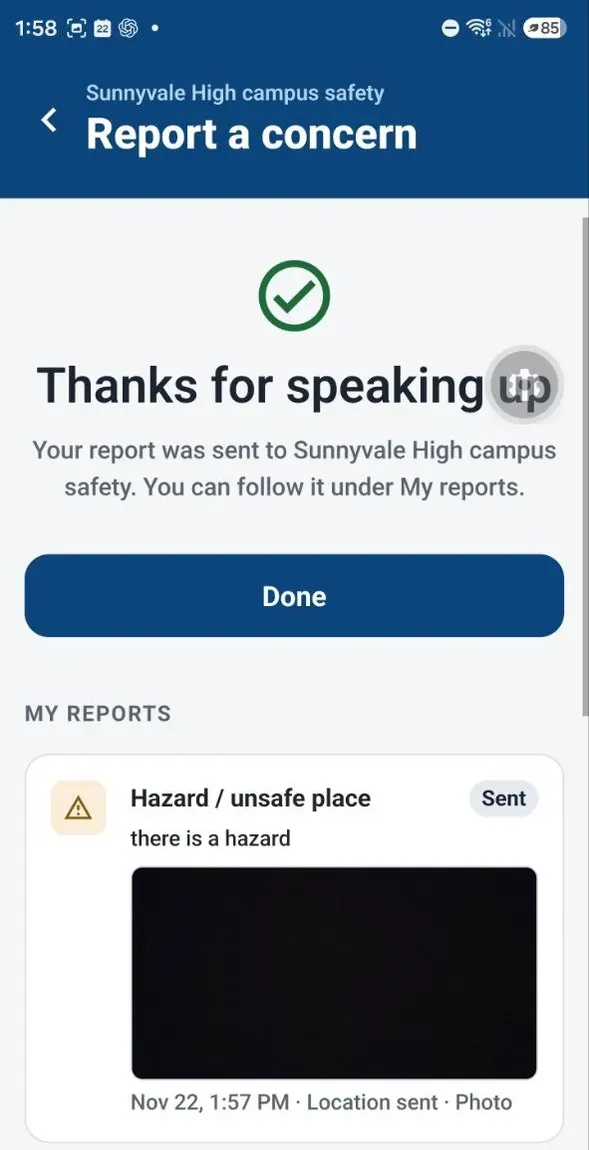 1:58
22
6
85
Sunnyvale High campus safety
Report a concern
Thanks for speaking up
Your report was sent to Sunnyvale High campus
safety. You can follow it under My reports.
Done
MY REPORTS
Hazard / unsafe place
Sent
there is a hazard
Nov 22, 1:57 PM · Location sent · Photo